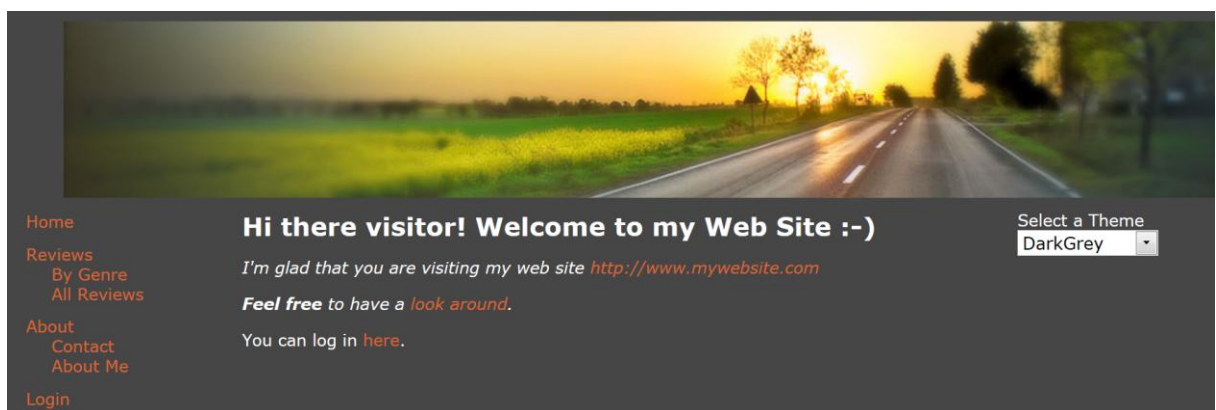 Home
Reviews
By Genre
All Reviews
About
Contact
About Me
Login
Hi there visitor! Welcome to my Web Site :-)
I'm glad that you are visiting my web site http://www.mywebsite.com
Feel free to have a look around.
You can log in here.
Select a Theme
DarkGrey